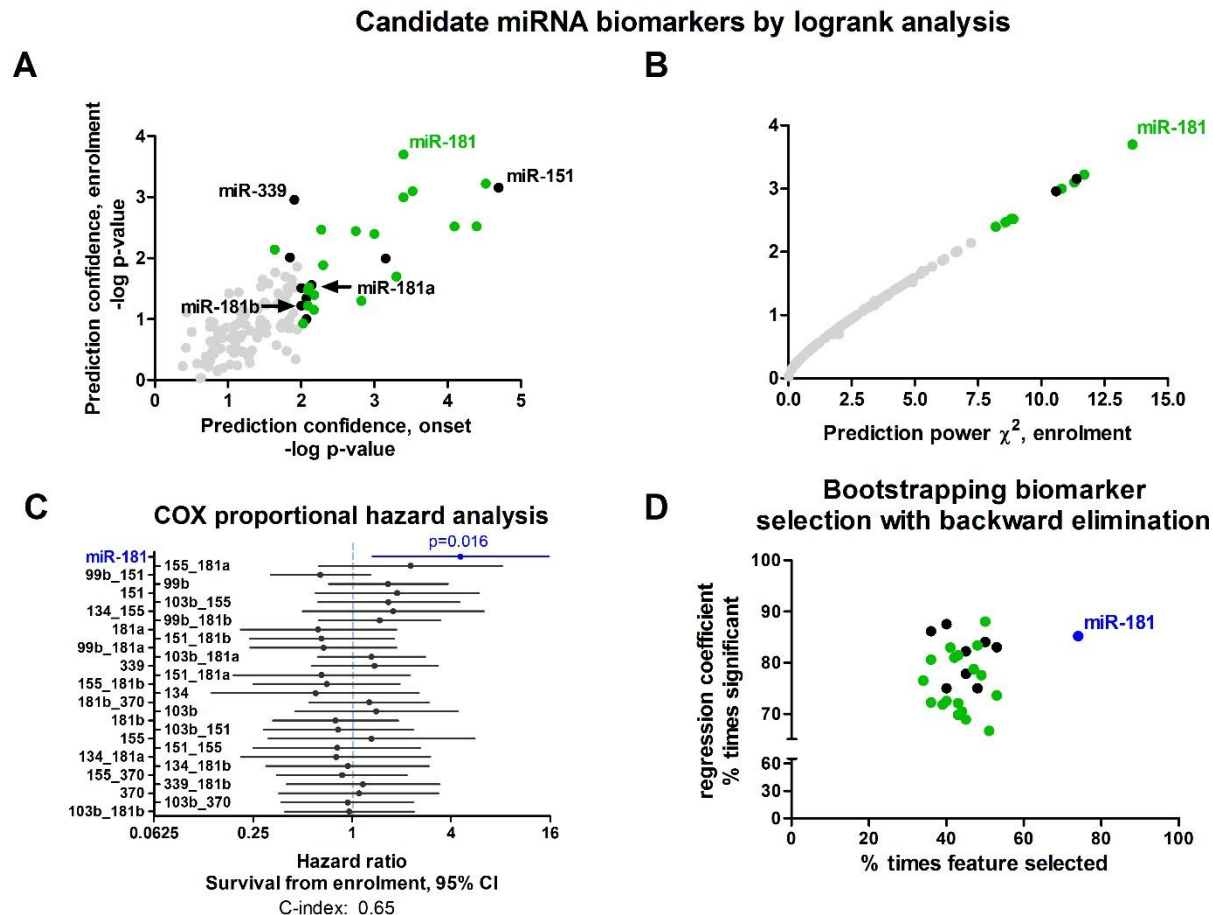 Candidate miRNA biomarkers by logrank analysis
A
Prediction confidence, enrolment
-log p-value
4
3
2
1
0
miR-181
miR-151
miR-339
miR-181a
miR-181b
0
1
2
3
4
5
Prediction confidence, onset
-log p-value
B
4
3
2
1
0
miR-181
0.0
2.5
5.0
7.5
10.0
12.5
15.0
Prediction power χ², enrolment
C
COX proportional hazard analysis
p=0.016
miR-181
155_181a
99b_151
99b
151
103b_155
134_155
99b_181b
181a
151_181b
99b_181a
103b_181a
339
151_181a
155_181b
134
181b_370
103b
181b
103b_151
155
151_155
134_181a
134_181b
155_370
339_181b
370
103b_370
103b_181b
0.0625
0.25
1
4
16
Hazard ratio
Survival from enrolment, 95% CI
C-index: 0.65
D
Bootstrapping biomarker
selection with backward elimination
regression coefficient
% times significant
100
90
80
70
60
30
0
miR-181
0
20
40
60
80
100
% times feature selected